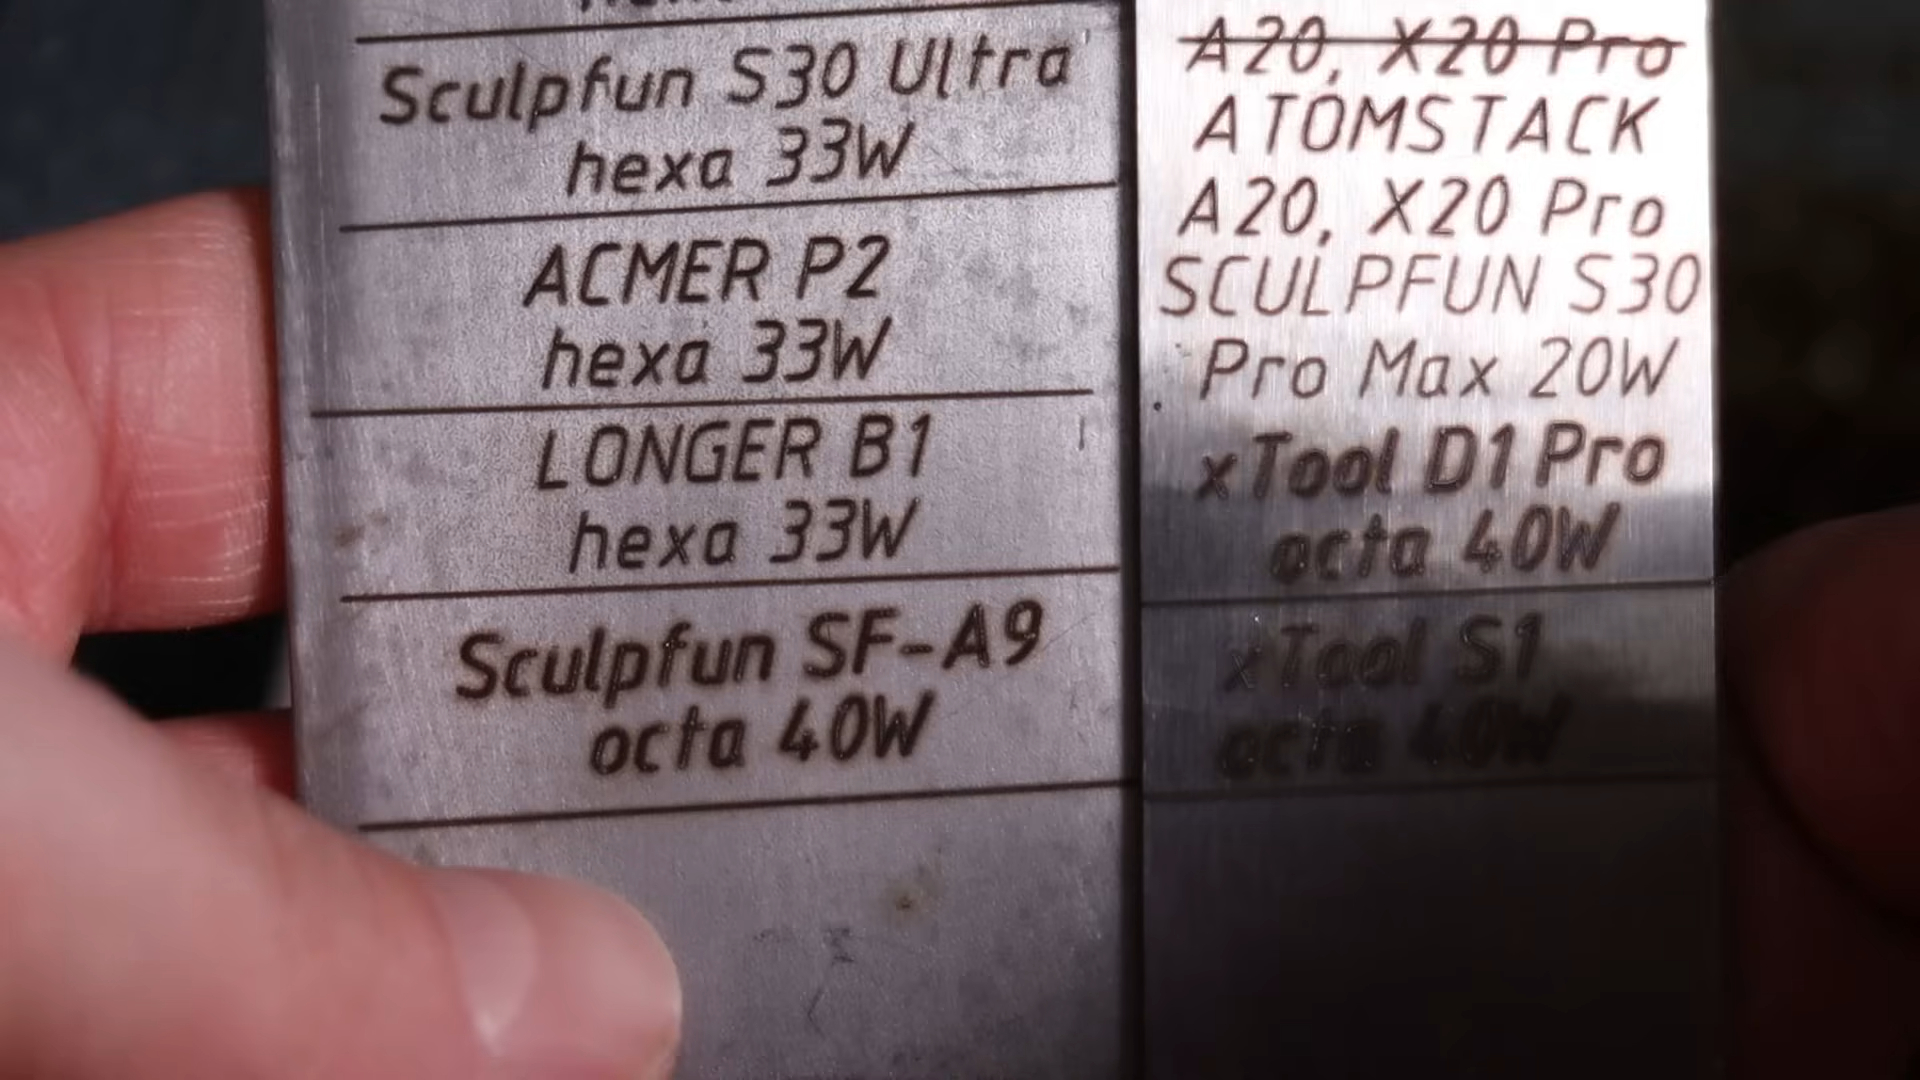 Sculpfun S30 Ultra
hexa 33W
ACMER P2
hexa 33W
LONGER B1
hexa 33W
Sculpfun SF-A9
octa 40W
A20, X20 Pro
ATOMSTACK
A20, X20 Pro
SCULPFUN S30
Pro Max 20W
xTool D1 Pro
octa 40W
xTool S1
octa 40W